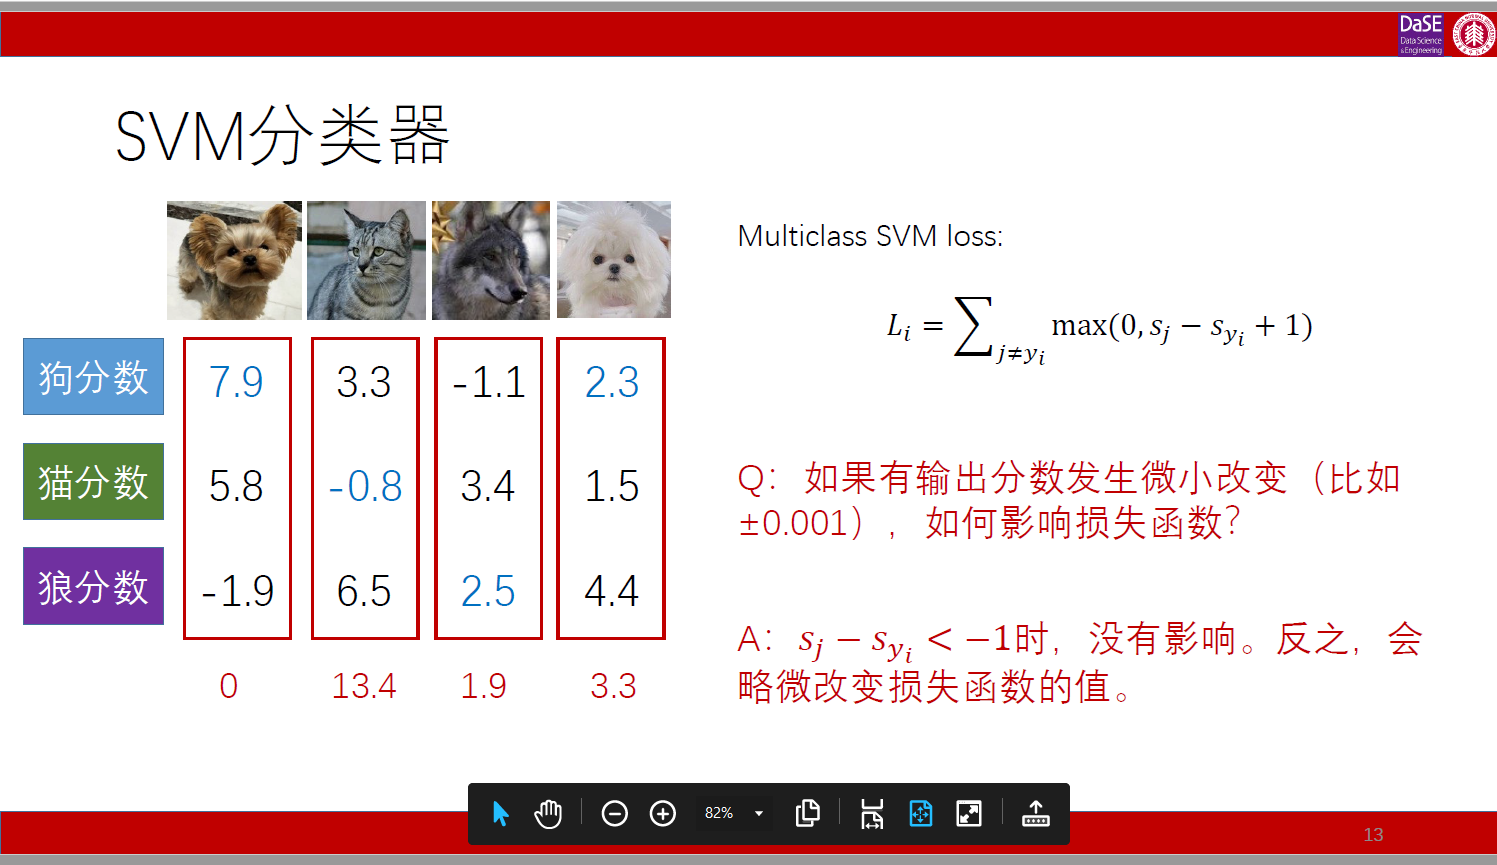 DaSE
Data Science
& Engineering
SVM分类器
Multiclass SVM loss:
L_i = ∑_{j≠y_i} max(0, s_j − s_{y_i} + 1)
狗分数 7.9 3.3 -1.1 2.3
猫分数 5.8 -0.8 3.4 1.5
狼分数 -1.9 6.5 2.5 4.4
0 13.4 1.9 3.3
Q：如果有输出分数发生微小改变（比如
±0.001），如何影响损失函数？
A：s_j − s_{y_i} < −1时，没有影响。反之，会
略微改变损失函数的值。
82%
13